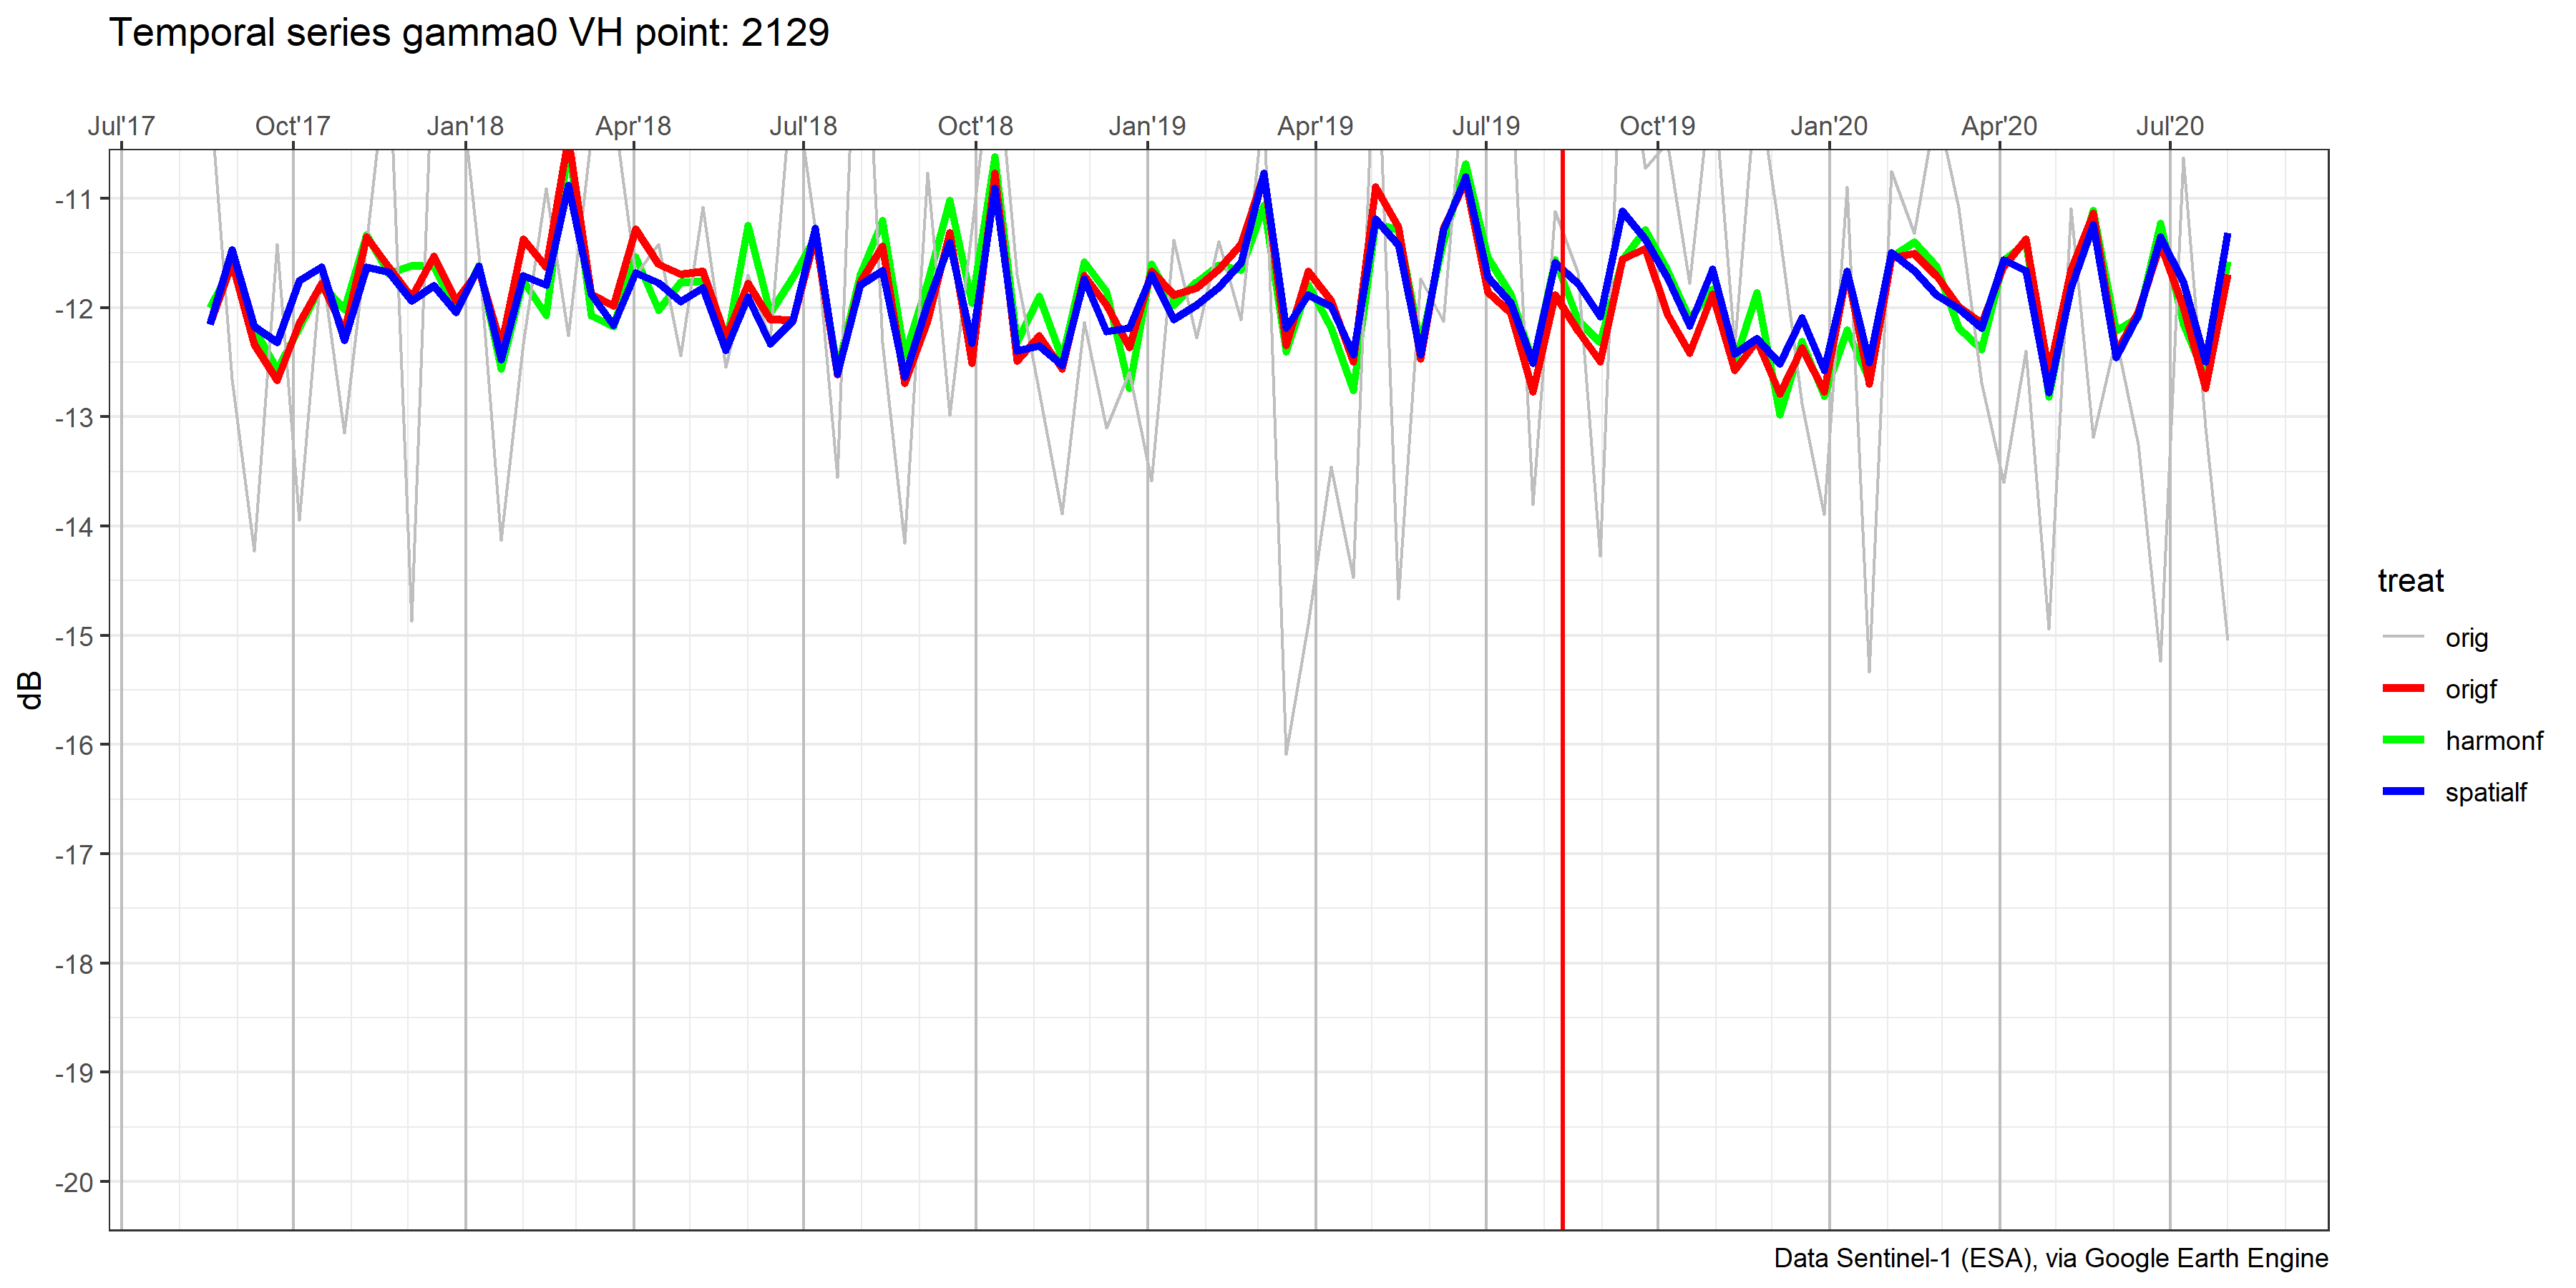 Temporal series gamma0 VH point: 2129
Jul'17 Oct'17 Jan'18 Apr'18 Jul'18 Oct'18 Jan'19 Apr'19 Jul'19 Oct'19 Jan'20 Apr'20 Jul'20
-11
-12
-13
-14
-15
-16
-17
-18
-19
-20
dB
treat
orig
origf
harmonf
spatialf
Data Sentinel-1 (ESA), via Google Earth Engine